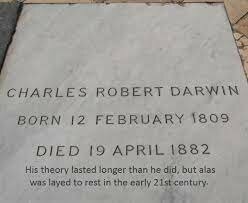 CHARLES ROBERT DARWIN
BORN 12 FEBRUARY 1809
DIED 19 APRIL 1882
His theory lasted longer than he did, but alas
was layed to rest in the early 21st century.